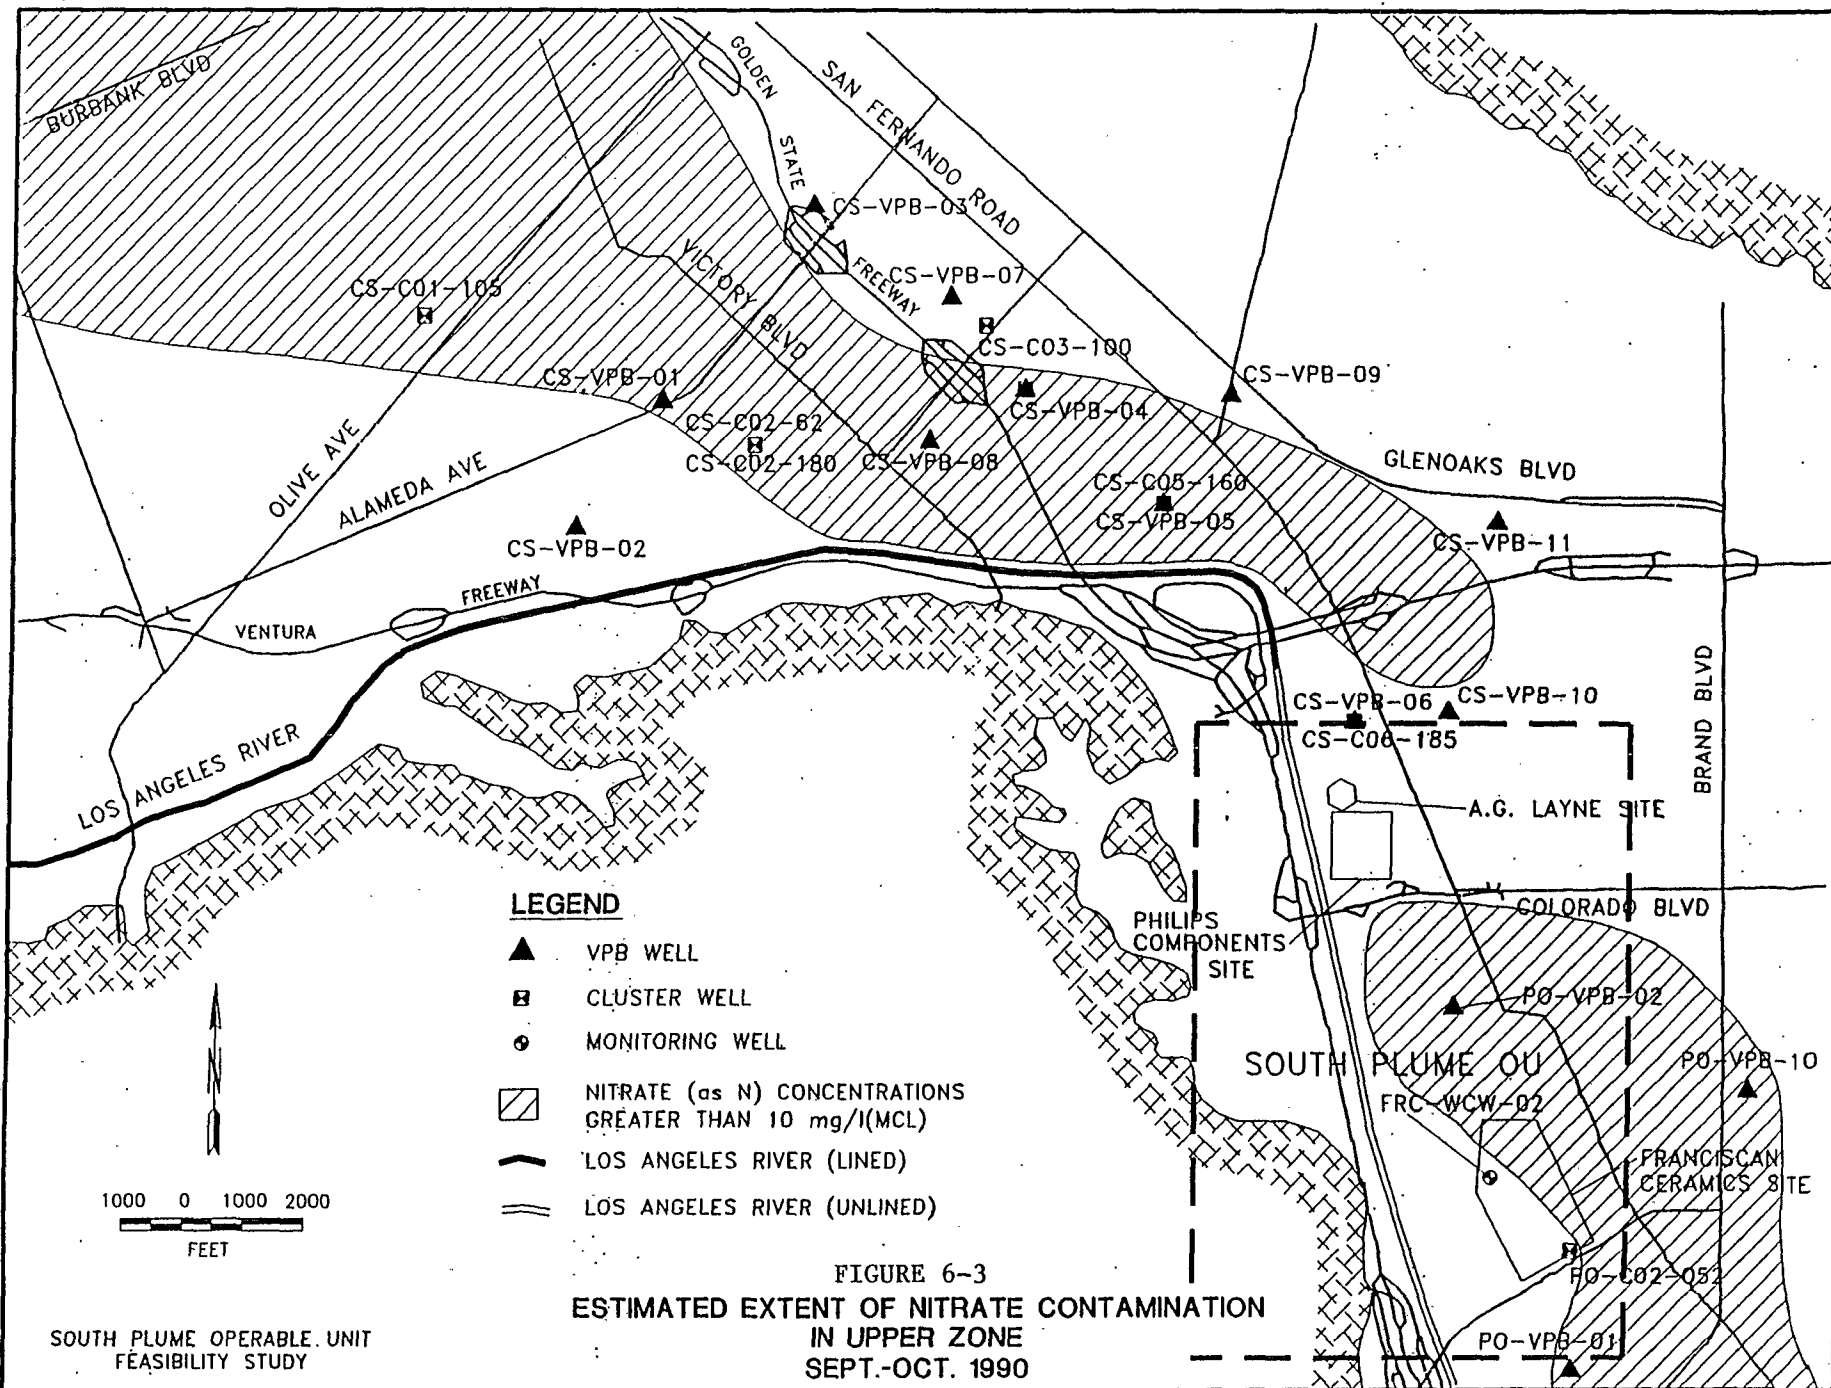 BURBANK BLVD
GOLDEN
STATE
FREEWAY
SAN FERNANDO ROAD
CS-VPB-03
VICTORY BLVD
CS-VPB-07
CS-C01-105
CS-C03-100
CS-VPB-01
CS-VPB-09
CS-VPB-04
CS-C02-62
CS-C02-180
CS-VPB-08
OLIVE AVE
ALAMEDA AVE
GLENOAKS BLVD
CS-C05-160
CS-VPB-05
CS-VPB-02
CS-VPB-11
FREEWAY
VENTURA
BRAND BLVD
CS-VPB-06
CS-VPB-10
CS-C06-185
LOS ANGELES RIVER
A.G. LAYNE SITE
COLORADO BLVD
PHILIPS
COMPONENTS
SITE
PO-VPB-02
SOUTH PLUME OU
PO-VPB-10
FRC-WCW-02
FRANCISCAN
CERAMICS SITE
PO-C02-052
PO-VPB-01
LEGEND
VPB WELL
CLUSTER WELL
MONITORING WELL
NITRATE (as N) CONCENTRATIONS
GREATER THAN 10 mg/l(MCL)
LOS ANGELES RIVER (LINED)
LOS ANGELES RIVER (UNLINED)
N
1000 0 1000 2000
FEET
FIGURE 6-3
ESTIMATED EXTENT OF NITRATE CONTAMINATION
IN UPPER ZONE
SEPT.-OCT. 1990
SOUTH PLUME OPERABLE UNIT
FEASIBILITY STUDY